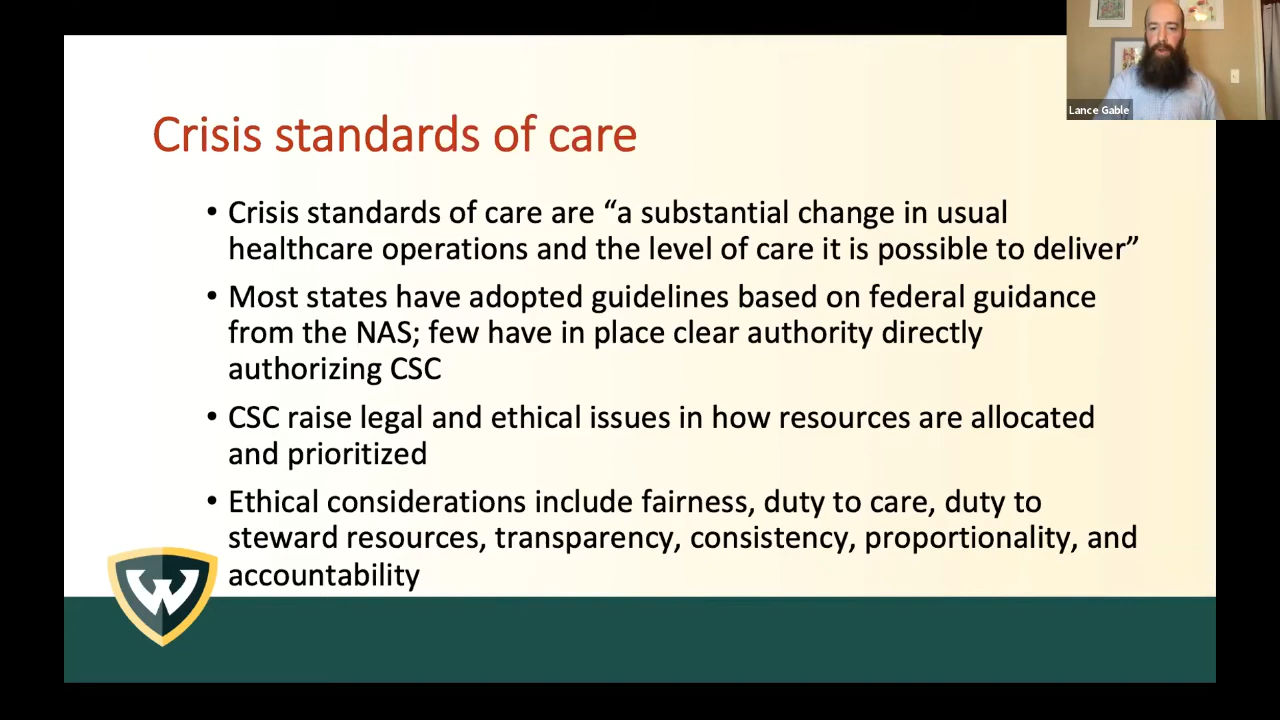 Lance Gable
Crisis standards of care
• Crisis standards of care are “a substantial change in usual
healthcare operations and the level of care it is possible to deliver”
• Most states have adopted guidelines based on federal guidance
from the NAS; few have in place clear authority directly
authorizing CSC
• CSC raise legal and ethical issues in how resources are allocated
and prioritized
• Ethical considerations include fairness, duty to care, duty to
steward resources, transparency, consistency, proportionality, and
accountability
W